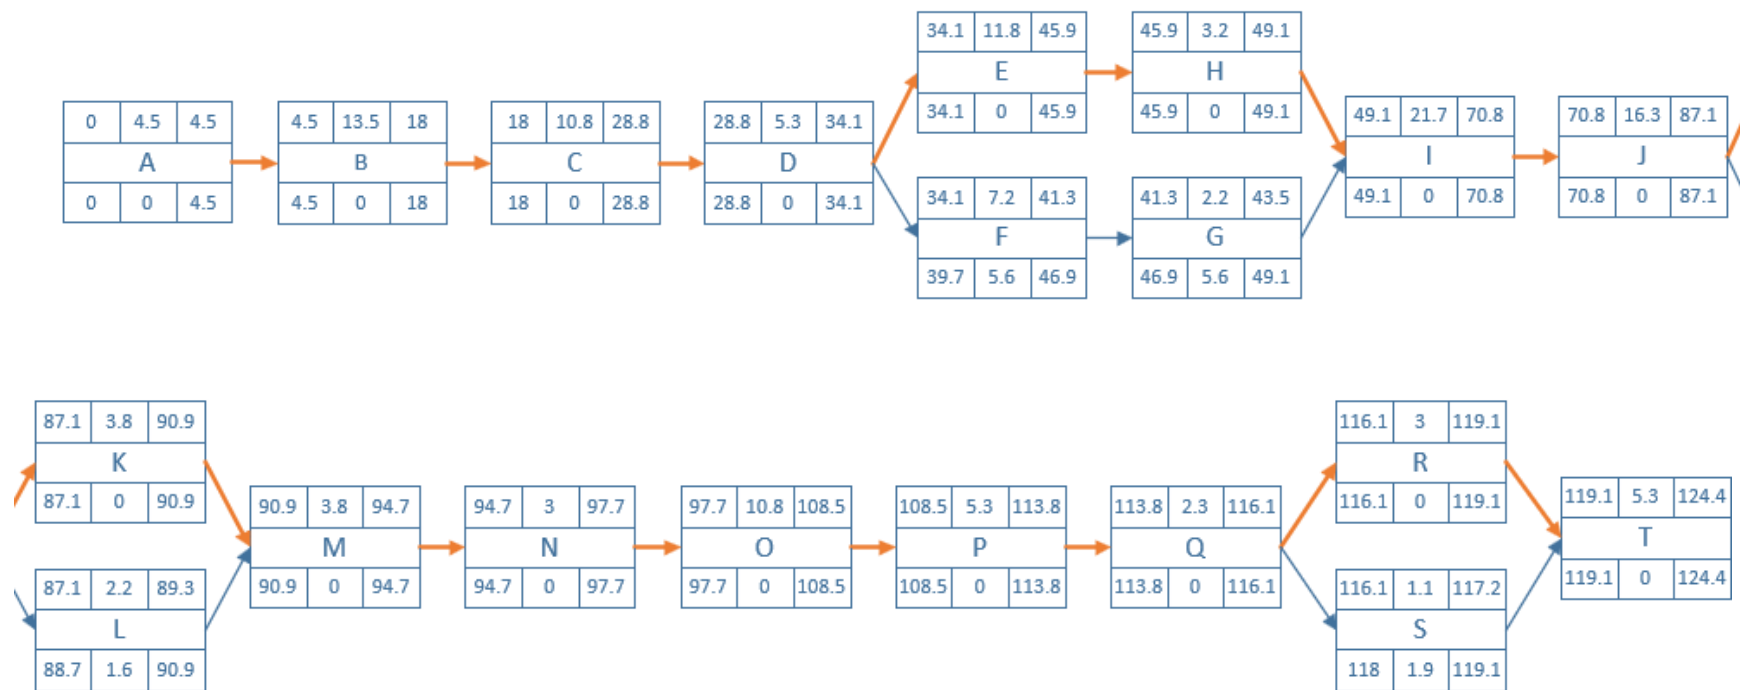 34.1 11.8 45.9
E
34.1 0 45.9
45.9 3.2 49.1
H
45.9 0 49.1
0 4.5 4.5
A
0 0 4.5
4.5 13.5 18
B
4.5 0 18
18 10.8 28.8
C
18 0 28.8
28.8 5.3 34.1
D
28.8 0 34.1
49.1 21.7 70.8
I
49.1 0 70.8
70.8 16.3 87.1
J
70.8 0 87.1
34.1 7.2 41.3
F
39.7 5.6 46.9
41.3 2.2 43.5
G
46.9 5.6 49.1
87.1 3.8 90.9
K
87.1 0 90.9
90.9 3.8 94.7
M
90.9 0 94.7
94.7 3 97.7
N
94.7 0 97.7
97.7 10.8 108.5
O
97.7 0 108.5
108.5 5.3 113.8
P
108.5 0 113.8
113.8 2.3 116.1
Q
113.8 0 116.1
116.1 3 119.1
R
116.1 0 119.1
119.1 5.3 124.4
T
119.1 0 124.4
87.1 2.2 89.3
L
88.7 1.6 90.9
116.1 1.1 117.2
S
118 1.9 119.1